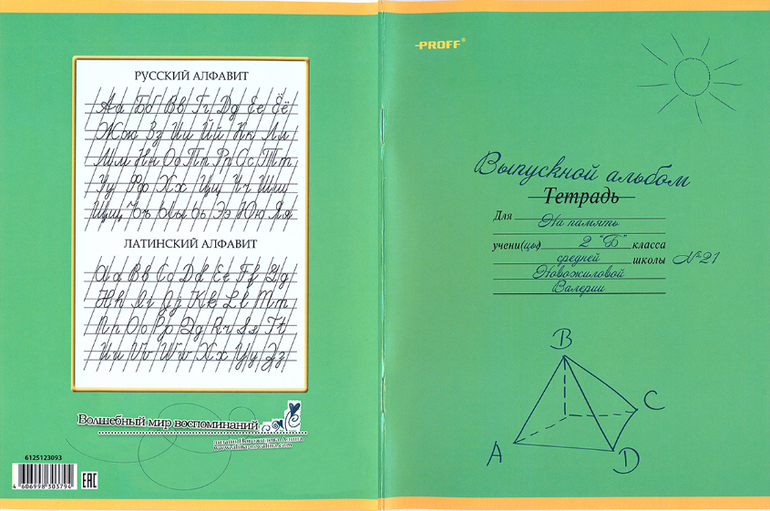 РУССКИЙ АЛФАВИТ
Аа Бб Вв Гг Дд Ее Ёё
Жж Зз Ии Йй Кк Лл
Мм Нн Оо Пп Рр Сс Тт
Уу Фф Хх Цц Чч Шш
Щщ Ъъ Ыы Ьь Ээ Юю Яя
ЛАТИНСКИЙ АЛФАВИТ
Aa Bb Cc Dd Ee Ff Gg
Hh Ii Jj Kk Ll Mm
Nn Oo Pp Qq Rr Ss Tt
Uu Vv Ww Xx Yy Zz
Волшебный мир воспоминаний
6125123093
4 606998 303794
ЕАС
PROFF®
Выпускной альбом
Тетрадь
Для На память
учени(цы) 2 "Б" класса
средней школы №21
Новожиловой
Валерии
B
C
A
D